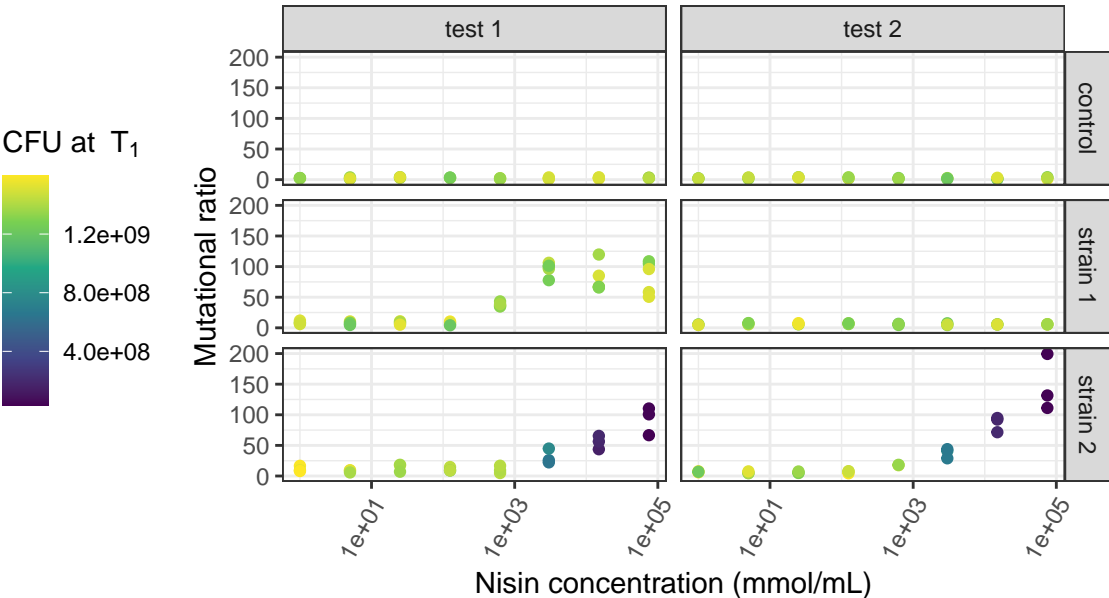 test 1
test 2
200
150
100
50
0
control
CFU at T1
1.2e+09
8.0e+08
4.0e+08
Mutational ratio
200
150
100
50
0
strain 1
200
150
100
50
0
strain 2
1e+01
1e+03
1e+05
1e+01
1e+03
1e+05
Nisin concentration (mmol/mL)